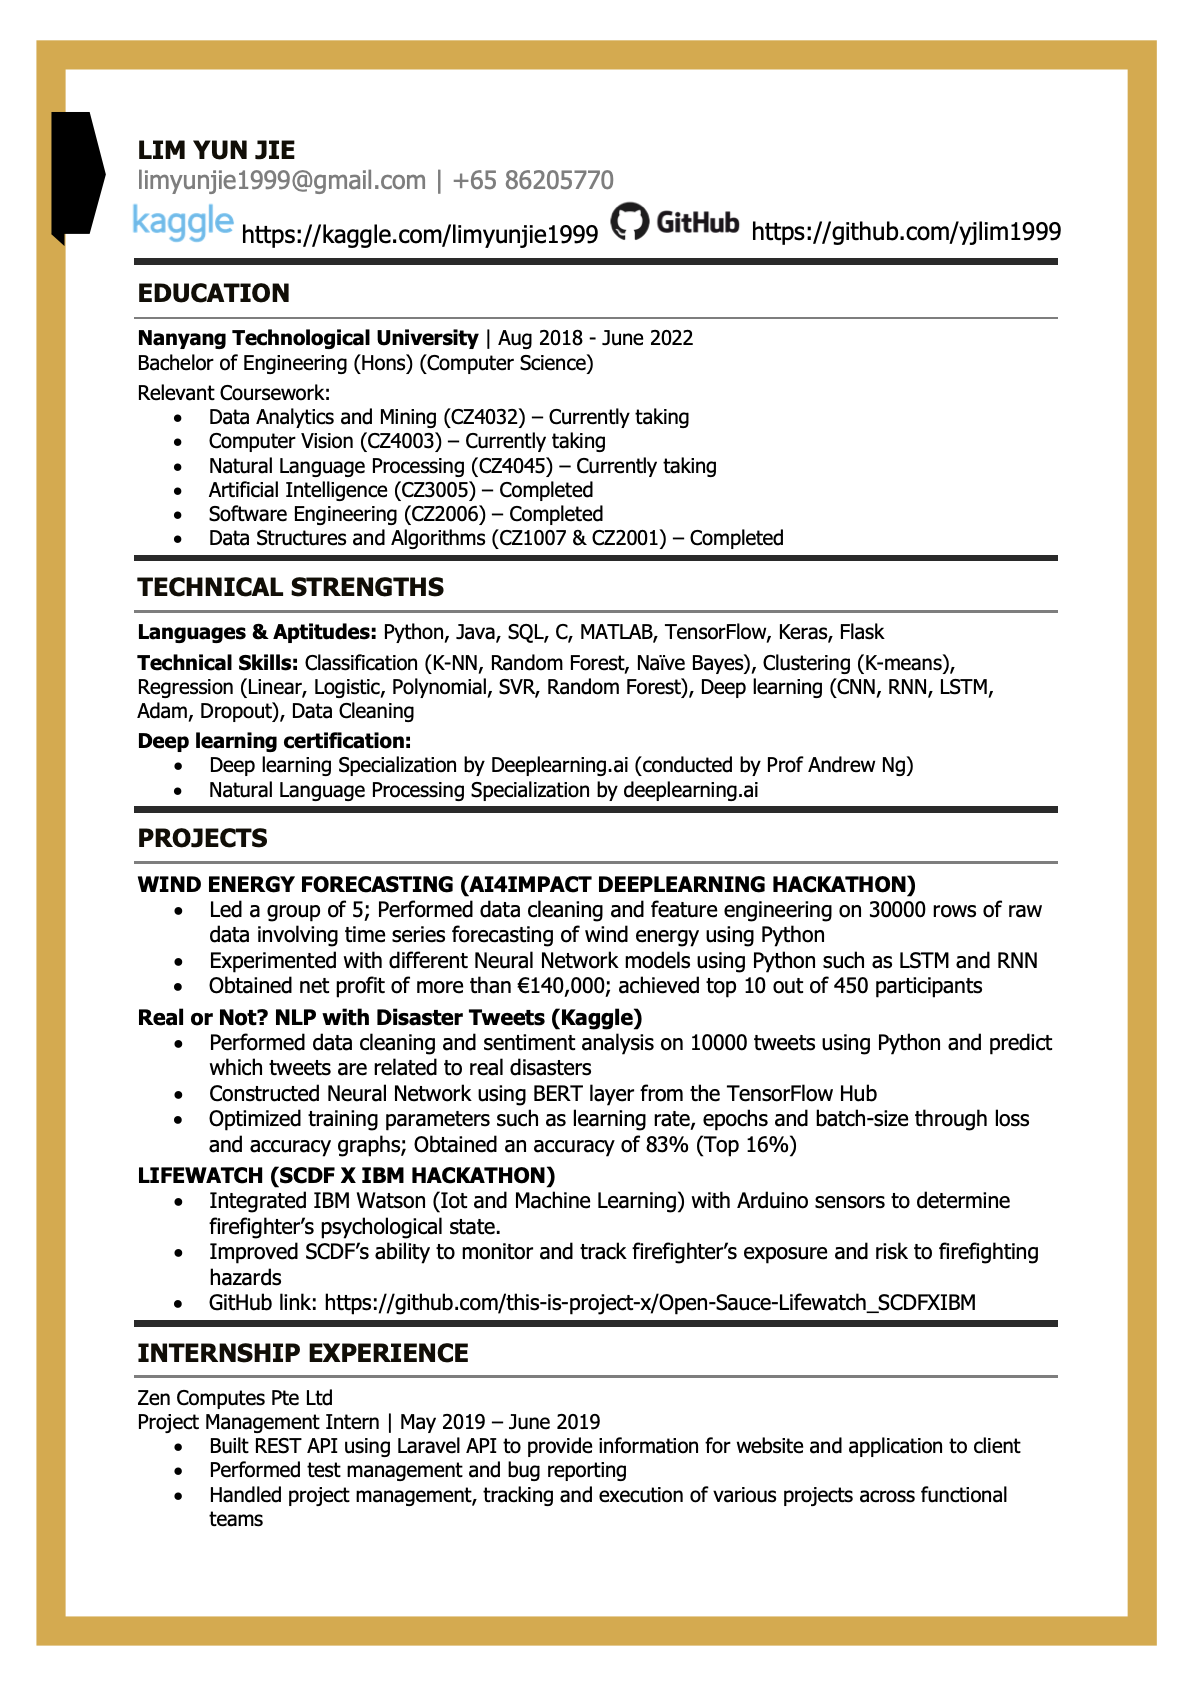 LIM YUN JIE
limyunjie1999@gmail.com | +65 86205770
kaggle https://kaggle.com/limyunjie1999 GitHub https://github.com/yjlim1999
EDUCATION
Nanyang Technological University | Aug 2018 - June 2022
Bachelor of Engineering (Hons) (Computer Science)
Relevant Coursework:
• Data Analytics and Mining (CZ4032) – Currently taking
• Computer Vision (CZ4003) – Currently taking
• Natural Language Processing (CZ4045) – Currently taking
• Artificial Intelligence (CZ3005) – Completed
• Software Engineering (CZ2006) – Completed
• Data Structures and Algorithms (CZ1007 & CZ2001) – Completed
TECHNICAL STRENGTHS
Languages & Aptitudes: Python, Java, SQL, C, MATLAB, TensorFlow, Keras, Flask
Technical Skills: Classification (K-NN, Random Forest, Naïve Bayes), Clustering (K-means),
Regression (Linear, Logistic, Polynomial, SVR, Random Forest), Deep learning (CNN, RNN, LSTM,
Adam, Dropout), Data Cleaning
Deep learning certification:
• Deep learning Specialization by Deeplearning.ai (conducted by Prof Andrew Ng)
• Natural Language Processing Specialization by deeplearning.ai
PROJECTS
WIND ENERGY FORECASTING (AI4IMPACT DEEPLEARNING HACKATHON)
• Led a group of 5; Performed data cleaning and feature engineering on 30000 rows of raw
data involving time series forecasting of wind energy using Python
• Experimented with different Neural Network models using Python such as LSTM and RNN
• Obtained net profit of more than €140,000; achieved top 10 out of 450 participants
Real or Not? NLP with Disaster Tweets (Kaggle)
• Performed data cleaning and sentiment analysis on 10000 tweets using Python and predict
which tweets are related to real disasters
• Constructed Neural Network using BERT layer from the TensorFlow Hub
• Optimized training parameters such as learning rate, epochs and batch-size through loss
and accuracy graphs; Obtained an accuracy of 83% (Top 16%)
LIFEWATCH (SCDF X IBM HACKATHON)
• Integrated IBM Watson (Iot and Machine Learning) with Arduino sensors to determine
firefighter’s psychological state.
• Improved SCDF’s ability to monitor and track firefighter’s exposure and risk to firefighting
hazards
• GitHub link: https://github.com/this-is-project-x/Open-Sauce-Lifewatch_SCDFXIBM
INTERNSHIP EXPERIENCE
Zen Computes Pte Ltd
Project Management Intern | May 2019 – June 2019
• Built REST API using Laravel API to provide information for website and application to client
• Performed test management and bug reporting
• Handled project management, tracking and execution of various projects across functional
teams